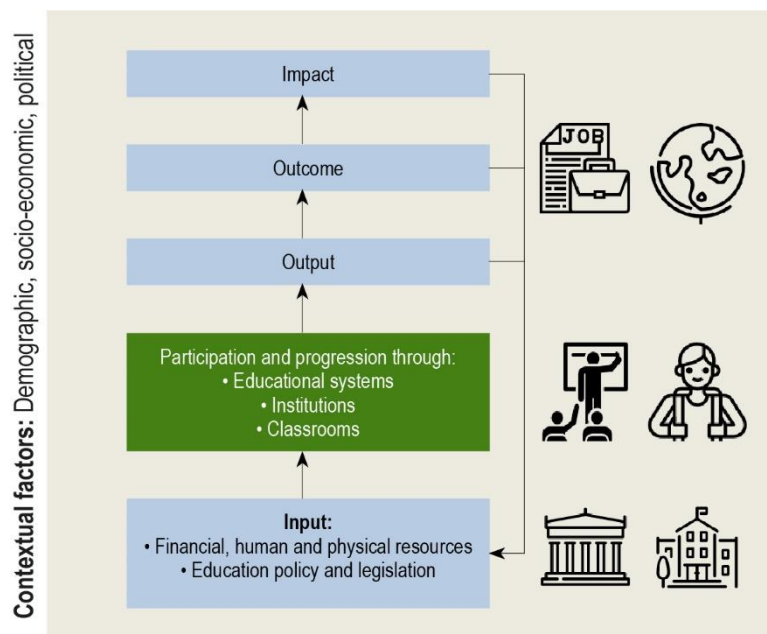 Contextual factors: Demographic, socio-economic, political
Impact
Outcome
Output
Participation and progression through:
• Educational systems
• Institutions
• Classrooms
Input:
• Financial, human and physical resources
• Education policy and legislation
JOB